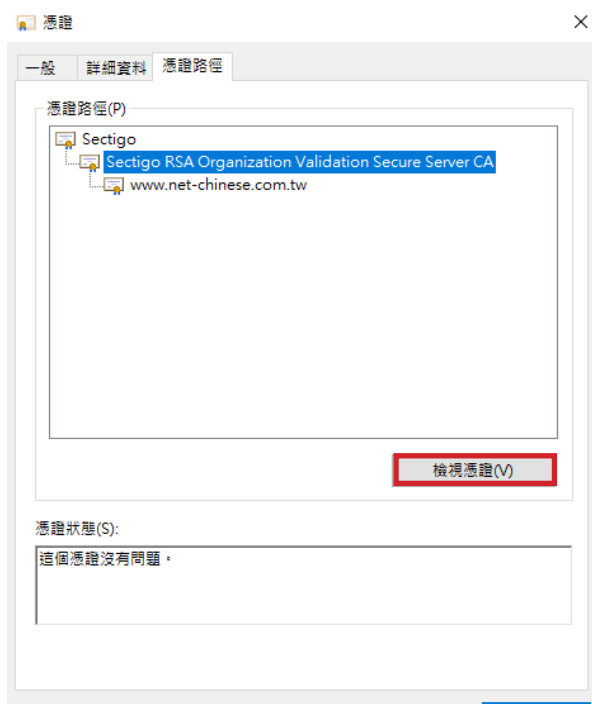 憑證
一般 詳細資料 憑證路徑
憑證路徑(P)
Sectigo
Sectigo RSA Organization Validation Secure Server CA
www.net-chinese.com.tw
檢視憑證(V)
憑證狀態(S):
這個憑證沒有問題。